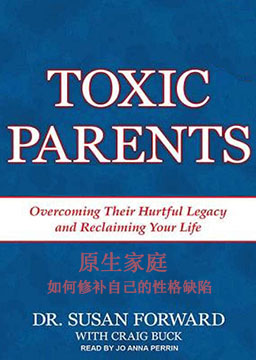 TOXIC
PARENTS
Overcoming Their Hurtful Legacy
and Reclaiming Your Life
原生家庭
如何修补自己的性格缺陷
DR. SUSAN FORWARD
WITH CRAIG BUCK
READ BY JO ANNA PERRIN